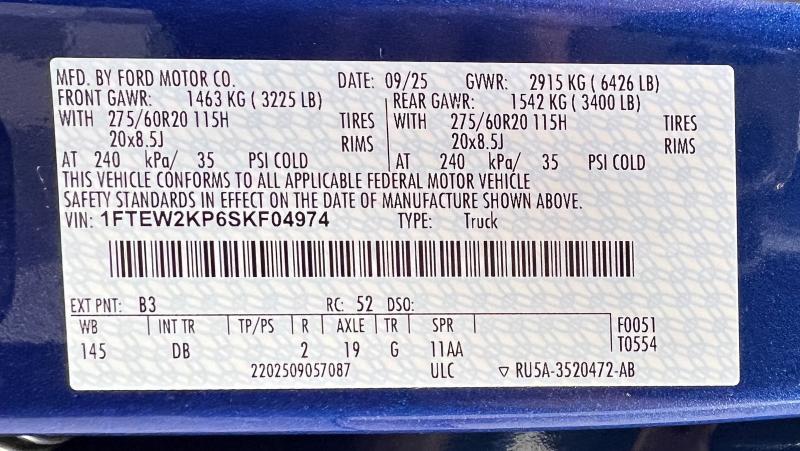 MFD. BY FORD MOTOR CO. DATE: 09/25 GVWR: 2915 KG ( 6426 LB)
FRONT GAWR: 1463 KG ( 3225 LB) REAR GAWR: 1542 KG ( 3400 LB)
WITH 275/60R20 115H TIRES WITH 275/60R20 115H TIRES
20x8.5J RIMS 20x8.5J RIMS
AT 240 kPa/ 35 PSI COLD AT 240 kPa/ 35 PSI COLD
THIS VEHICLE CONFORMS TO ALL APPLICABLE FEDERAL MOTOR VEHICLE
SAFETY STANDARDS IN EFFECT ON THE DATE OF MANUFACTURE SHOWN ABOVE.
VIN: 1FTEW2KP6SKF04974 TYPE: Truck
EXT PNT: B3 RC: 52 DSO:
WB INT TR TP/PS R AXLE TR SPR F0051
145 DB 2 19 G 11AA T0554
2202509057087 ULC ▽ RU5A-3520472-AB